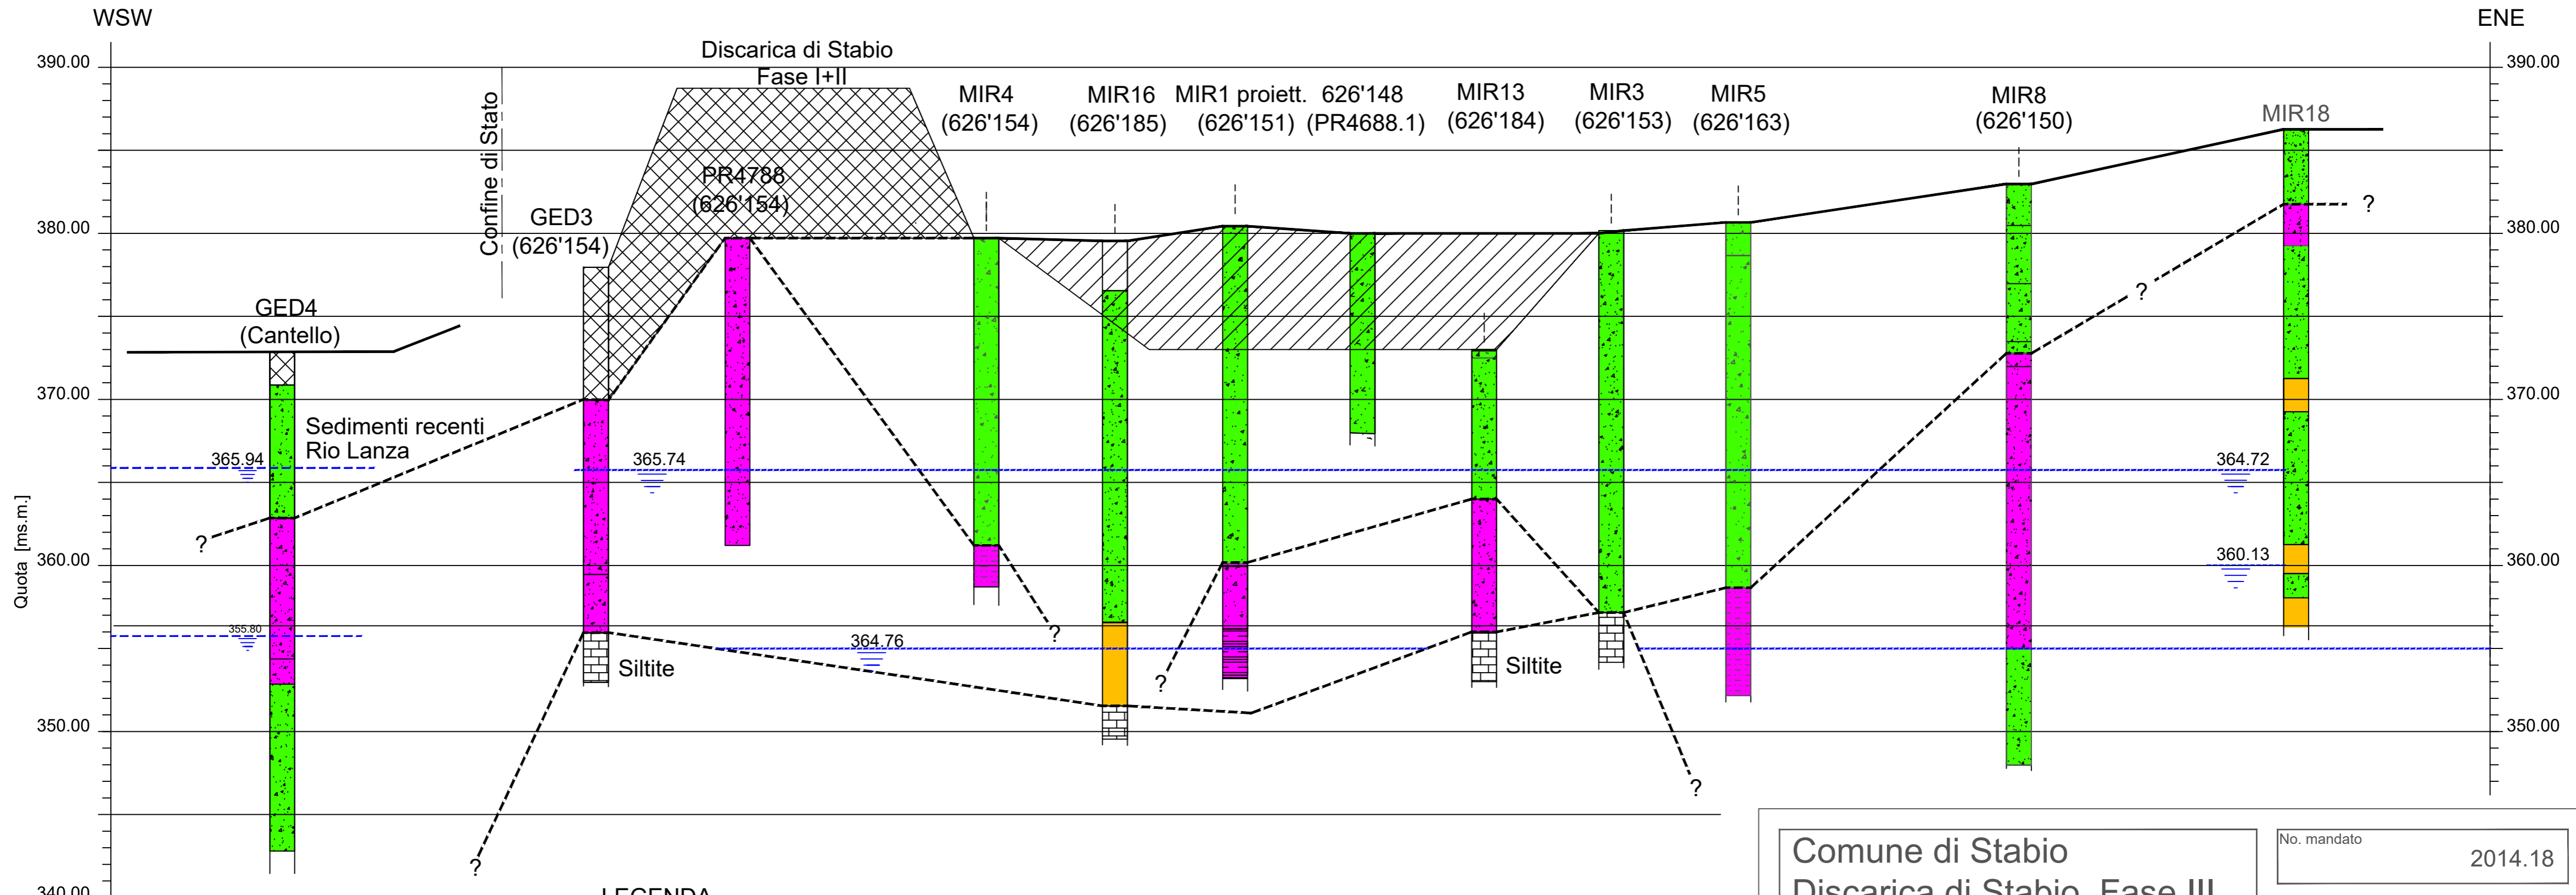 WSW
ENE
Discarica di Stabio
Fase I+II
390.00
390.00
Confine di Stato
MIR4
(626'154)
MIR16
(626'185)
MIR1 proiett.
(626'151)
626'148
(PR4688.1)
MIR13
(626'184)
MIR3
(626'153)
MIR5
(626'163)
MIR8
(626'150)
MIR18
PR4788
(626'154)
GED3
(626'154)
380.00
380.00
?
?
GED4
(Cantello)
370.00
370.00
Sedimenti recenti
Rio Lanza
365.94
365.74
364.72
?
Quota [ms.m.]
360.00
360.13
360.00
355.80
364.76
?
?
Siltite
Siltite
350.00
350.00
?
?
340.00
LEGENDA
Comune di Stabio
Discarica di Stabio, Fase III
No. mandato
2014.18